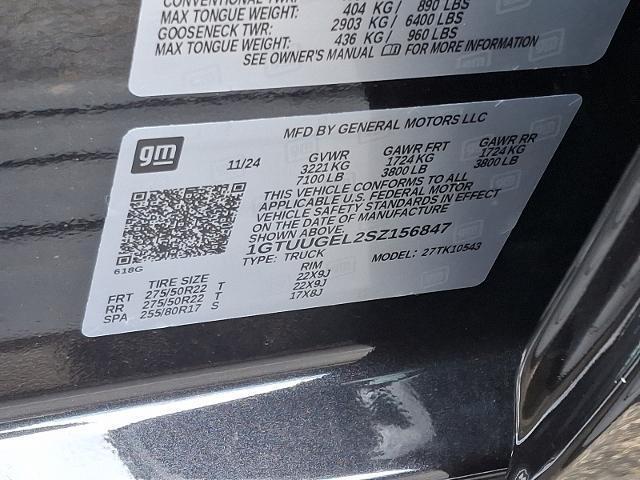 CONVENTIONAL TWR:
MAX TONGUE WEIGHT: 404 KG/ 890 LBS
GOOSENECK TWR: 2903 KG/ 6400 LBS
MAX TONGUE WEIGHT: 436 KG/ 960 LBS
SEE OWNER'S MANUAL FOR MORE INFORMATION
MFD BY GENERAL MOTORS LLC
gm
11/24
GVWR GAWR FRT GAWR RR
3221 KG 1724 KG 1724 KG
7100 LB 3800 LB 3800 LB
THIS VEHICLE CONFORMS TO ALL
APPLICABLE U.S. FEDERAL MOTOR
VEHICLE SAFETY STANDARDS IN EFFECT
ON THE DATE OF MANUFACTURE
SHOWN ABOVE.
1GTUUGEL2SZ156847
TYPE: TRUCK MODEL: 27TK10543
618G
TIRE SIZE RIM
FRT 275/50R22 T 22X9J
RR 275/50R22 T 22X9J
SPA 255/80R17 S 17X8J